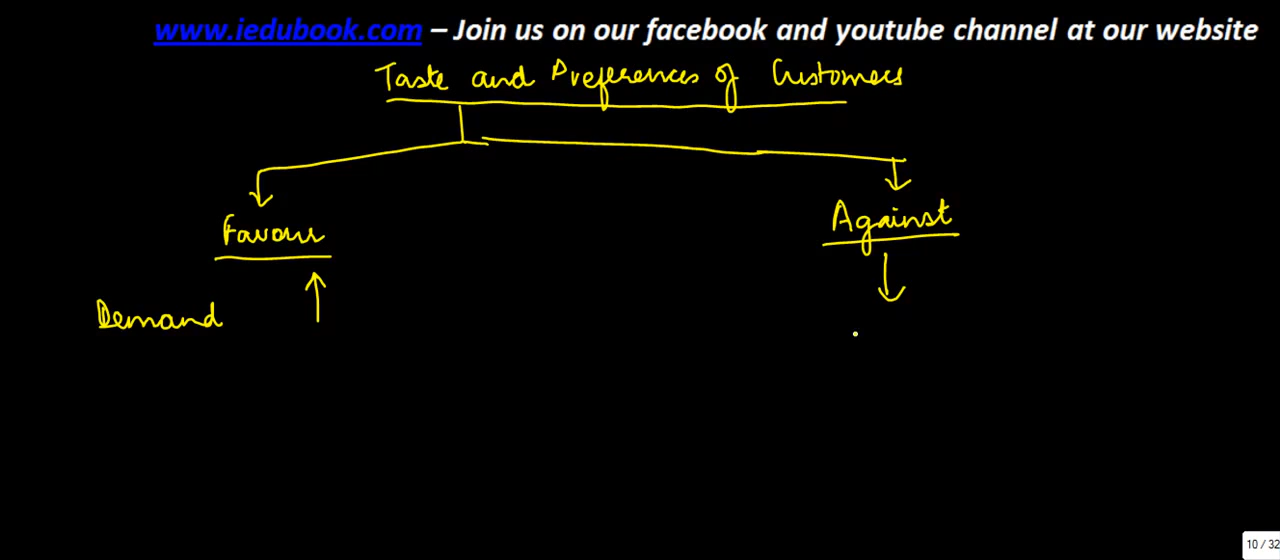 www.iedubook.com – Join us on our facebook and youtube channel at our website
Taste and Preferences of Customers
Favour
Against
Demand
10 / 32